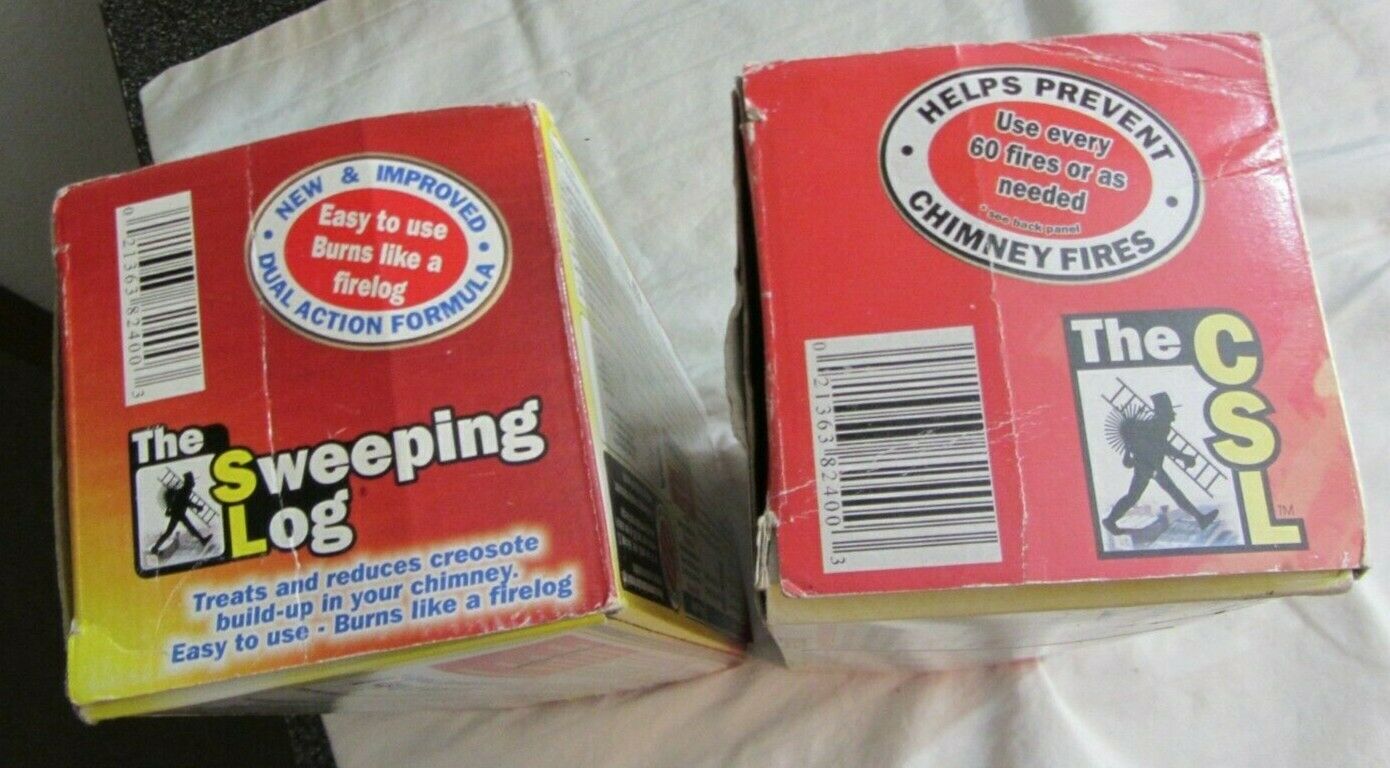 NEW & IMPROVED
Easy to use
Burns like a
firelog
DUAL ACTION FORMULA
0 21363 82400 3
The
Sweeping
Log
Treats and reduces creosote
build-up in your chimney.
Easy to use - Burns like a firelog
HELPS PREVENT
Use every
60 fires or as
needed
*see back panel
CHIMNEY FIRES
0 21363 82400 3
The CSL™